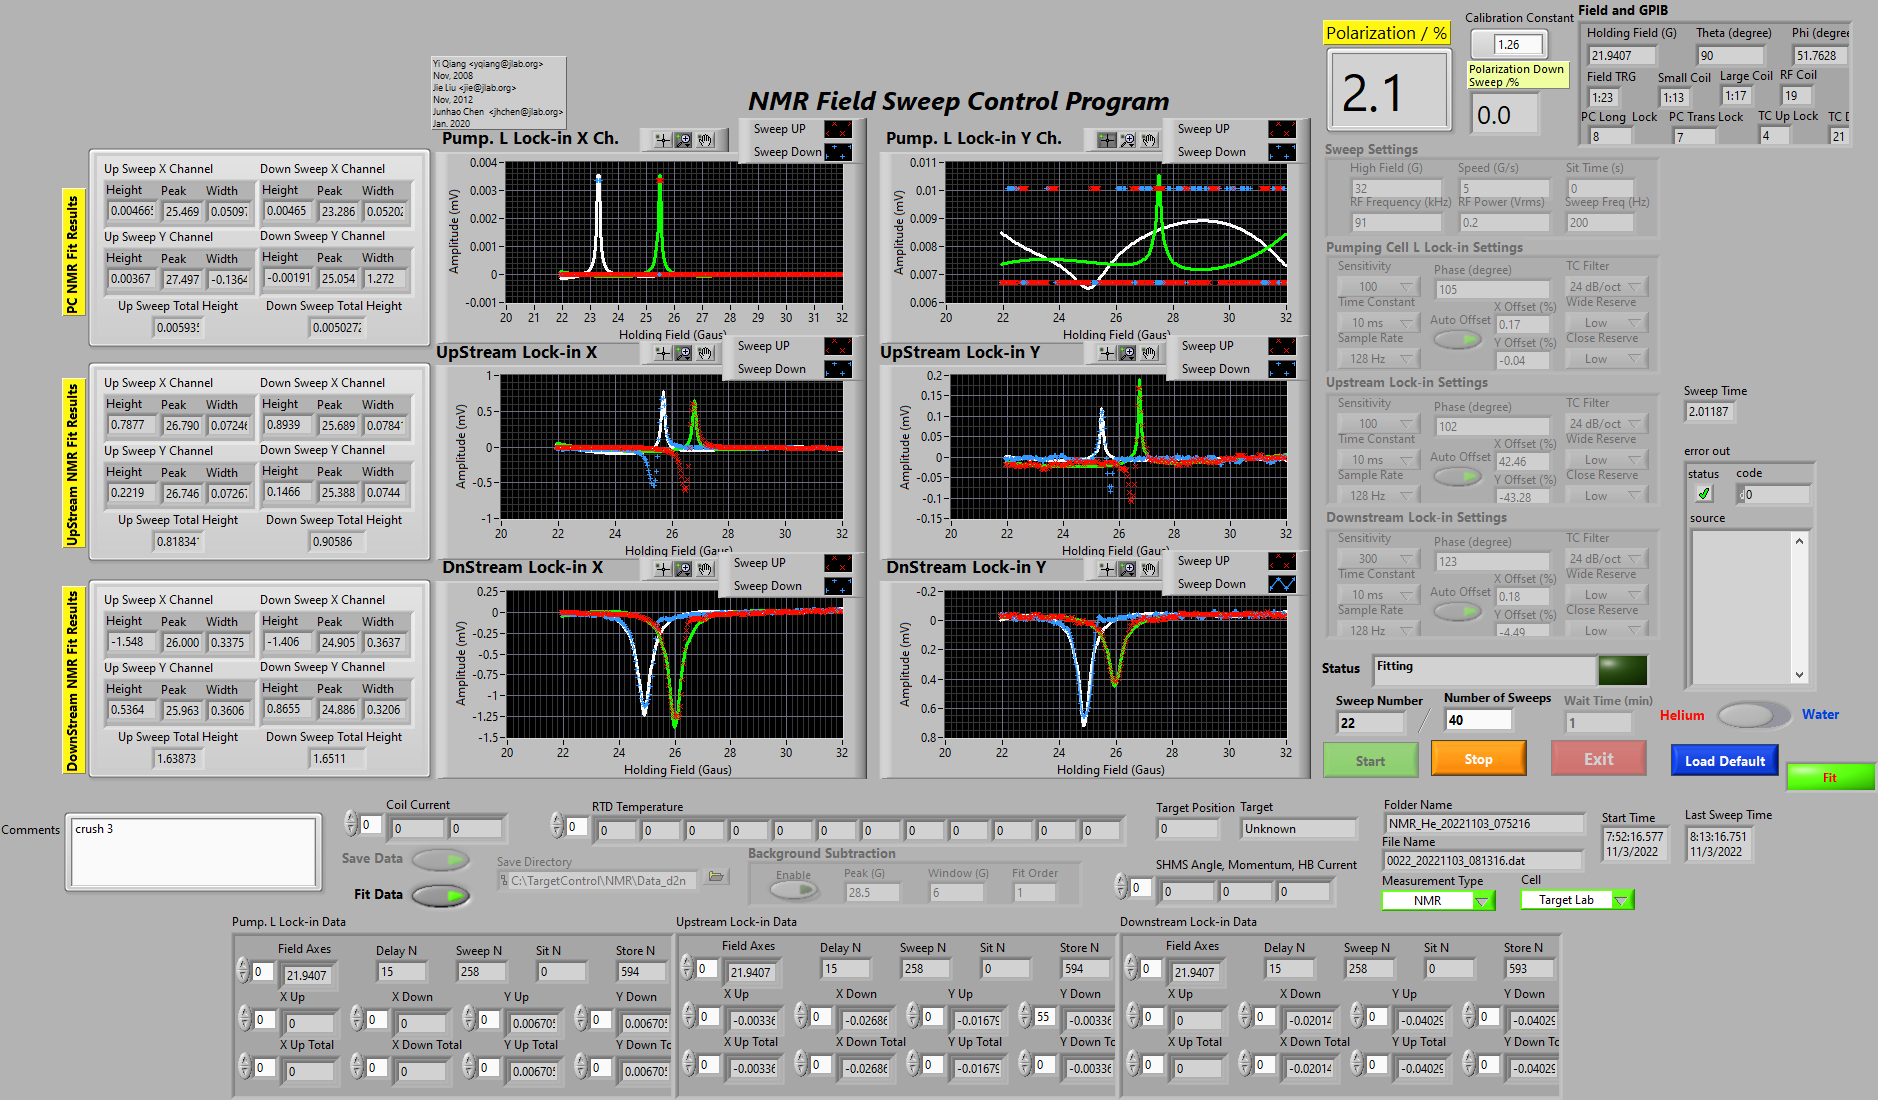 Yi Qiang <yqiang@jlab.org>
Nov, 2008
Jie Liu <jie@jlab.org>
Nov, 2012
Junhao Chen <jhchen@jlab.org>
Jan. 2020
NMR Field Sweep Control Program
Polarization / %
2.1
Calibration Constant
1.26
Polarization Down
Sweep /%
0.0
Field and GPIB
Holding Field (G) Theta (degree) Phi (degree
21.9407 90 51.7628
Field TRG Small Coil Large Coil RF Coil
1:23 1:13 1:17 19
PC Long Lock PC Trans Lock TC Up Lock TC D
8 7 4 21
PC NMR Fit Results
Up Sweep X Channel Down Sweep X Channel
Height Peak Width Height Peak Width
0.004665 25.469 0.05097 0.00465 23.286 0.05202
Up Sweep Y Channel Down Sweep Y Channel
Height Peak Width Height Peak Width
0.00367 27.497 -0.1364 -0.00191 25.054 1.272
Up Sweep Total Height Down Sweep Total Height
0.005935 0.0050272
UpStream NMR Fit Results
Up Sweep X Channel Down Sweep X Channel
Height Peak Width Height Peak Width
0.7877 26.790 0.07246 0.8939 25.689 0.0784
Up Sweep Y Channel Down Sweep Y Channel
Height Peak Width Height Peak Width
0.2219 26.746 0.07267 0.1466 25.388 0.0744
Up Sweep Total Height Down Sweep Total Height
0.81834 0.90586
DownStream NMR Fit Results
Up Sweep X Channel Down Sweep X Channel
Height Peak Width Height Peak Width
-1.548 26.000 0.3375 -1.406 24.905 0.3637
Up Sweep Y Channel Down Sweep Y Channel
Height Peak Width Height Peak Width
0.5364 25.963 0.3606 0.8655 24.886 0.3206
Up Sweep Total Height Down Sweep Total Height
1.63873 1.6511
Pump. L Lock-in X Ch.
Sweep UP
Sweep Down
Amplitude (mV)
0.004
0.003
0.002
0.001
0
-0.001
20 21 22 23 24 25 26 27 28 29 30 31 32
Holding Field (Gaus)
Pump. L Lock-in Y Ch.
Sweep UP
Sweep Down
Amplitude (mV)
0.011
0.01
0.009
0.008
0.007
0.006
20 22 24 26 28 30 32
Holding Field (Gaus)
UpStream Lock-in X
Sweep UP
Sweep Down
Amplitude (mV)
1
0.5
0
-0.5
-1
20 22 24 26 28 30 32
Holding Field (Gaus)
UpStream Lock-in Y
Sweep UP
Sweep Down
Amplitude (mV)
0.2
0.15
0.1
0.05
0
-0.05
-0.1
-0.15
20 22 24 26 28 30 32
Holding Field (Gaus)
DnStream Lock-in X
Sweep UP
Sweep Down
Amplitude (mV)
0.25
0
-0.25
-0.5
-0.75
-1
-1.25
-1.5
20 22 24 26 28 30 32
Holding Field (Gaus)
DnStream Lock-in Y
Sweep UP
Sweep Down
Amplitude (mV)
-0.2
0
0.2
0.4
0.6
0.8
20 22 24 26 28 30 32
Holding Field (Gaus)
Sweep Settings
High Field (G) Speed (G/s) Sit Time (s)
32 5 0
RF Frequency (kHz) RF Power (Vrms) Sweep Freq (Hz)
91 0.2 200
Pumping Cell L Lock-in Settings
Sensitivity Phase (degree) TC Filter
100 105 24 dB/oct
Time Constant X Offset (%) Wide Reserve
10 ms Auto Offset 0.17 Low
Sample Rate Y Offset (%) Close Reserve
128 Hz -0.04 Low
Upstream Lock-in Settings
Sensitivity Phase (degree) TC Filter
100 102 24 dB/oct
Time Constant X Offset (%) Wide Reserve
10 ms Auto Offset 42.46 Low
Sample Rate Y Offset (%) Close Reserve
128 Hz -43.28 Low
Downstream Lock-in Settings
Sensitivity Phase (degree) TC Filter
300 123 24 dB/oct
Time Constant X Offset (%) Wide Reserve
10 ms Auto Offset 0.18 Low
Sample Rate Y Offset (%) Close Reserve
128 Hz -4.49 Low
Sweep Time
2.01187
error out
status code
0
source
Status Fitting
Sweep Number Number of Sweeps Wait Time (min)
22 / 40 1
Helium Water
Start Stop Exit Load Default Fit
Comments crush 3
Coil Current
0 0 0
Save Data
Fit Data
RTD Temperature
0 0 0 0 0 0 0 0 0 0 0 0 0
Save Directory
C:\TargetControl\NMR\Data_d2n
Background Subtraction
Enable Peak (G) Window (G) Fit Order
28.5 6 1
Target Position Target
0 Unknown
SHMS Angle, Momentum, HB Current
0 0 0 0
Folder Name
NMR_He_20221103_075216
File Name
0022_20221103_081316.dat
Measurement Type Cell
NMR Target Lab
Start Time Last Sweep Time
7:52:16.577 8:13:16.751
11/3/2022 11/3/2022
Pump. L Lock-in Data
Field Axes Delay N Sweep N Sit N Store N
0 21.9407 15 258 0 594
X Up X Down Y Up Y Down
0 0 0 0 0 0.006705 0 0.006705
X Up Total X Down Total Y Up Total Y Down To
0 0 0 0 0 0.006705 0 0.006705
Upstream Lock-in Data
Field Axes Delay N Sweep N Sit N Store N
0 21.9407 15 258 0 594
X Up X Down Y Up Y Down
0 -0.00336 0 -0.02686 0 -0.01679 55 -0.00336
X Up Total X Down Total Y Up Total Y Down To
0 -0.00336 0 -0.02686 0 -0.01679 0 -0.00336
Downstream Lock-in Data
Field Axes Delay N Sweep N Sit N Store N
0 21.9407 15 258 0 593
X Up X Down Y Up Y Down
0 0 0 -0.02014 0 -0.04029 0 -0.04029
X Up Total X Down Total Y Up Total Y Down To
0 0 0 -0.02014 0 -0.04029 0 -0.04029